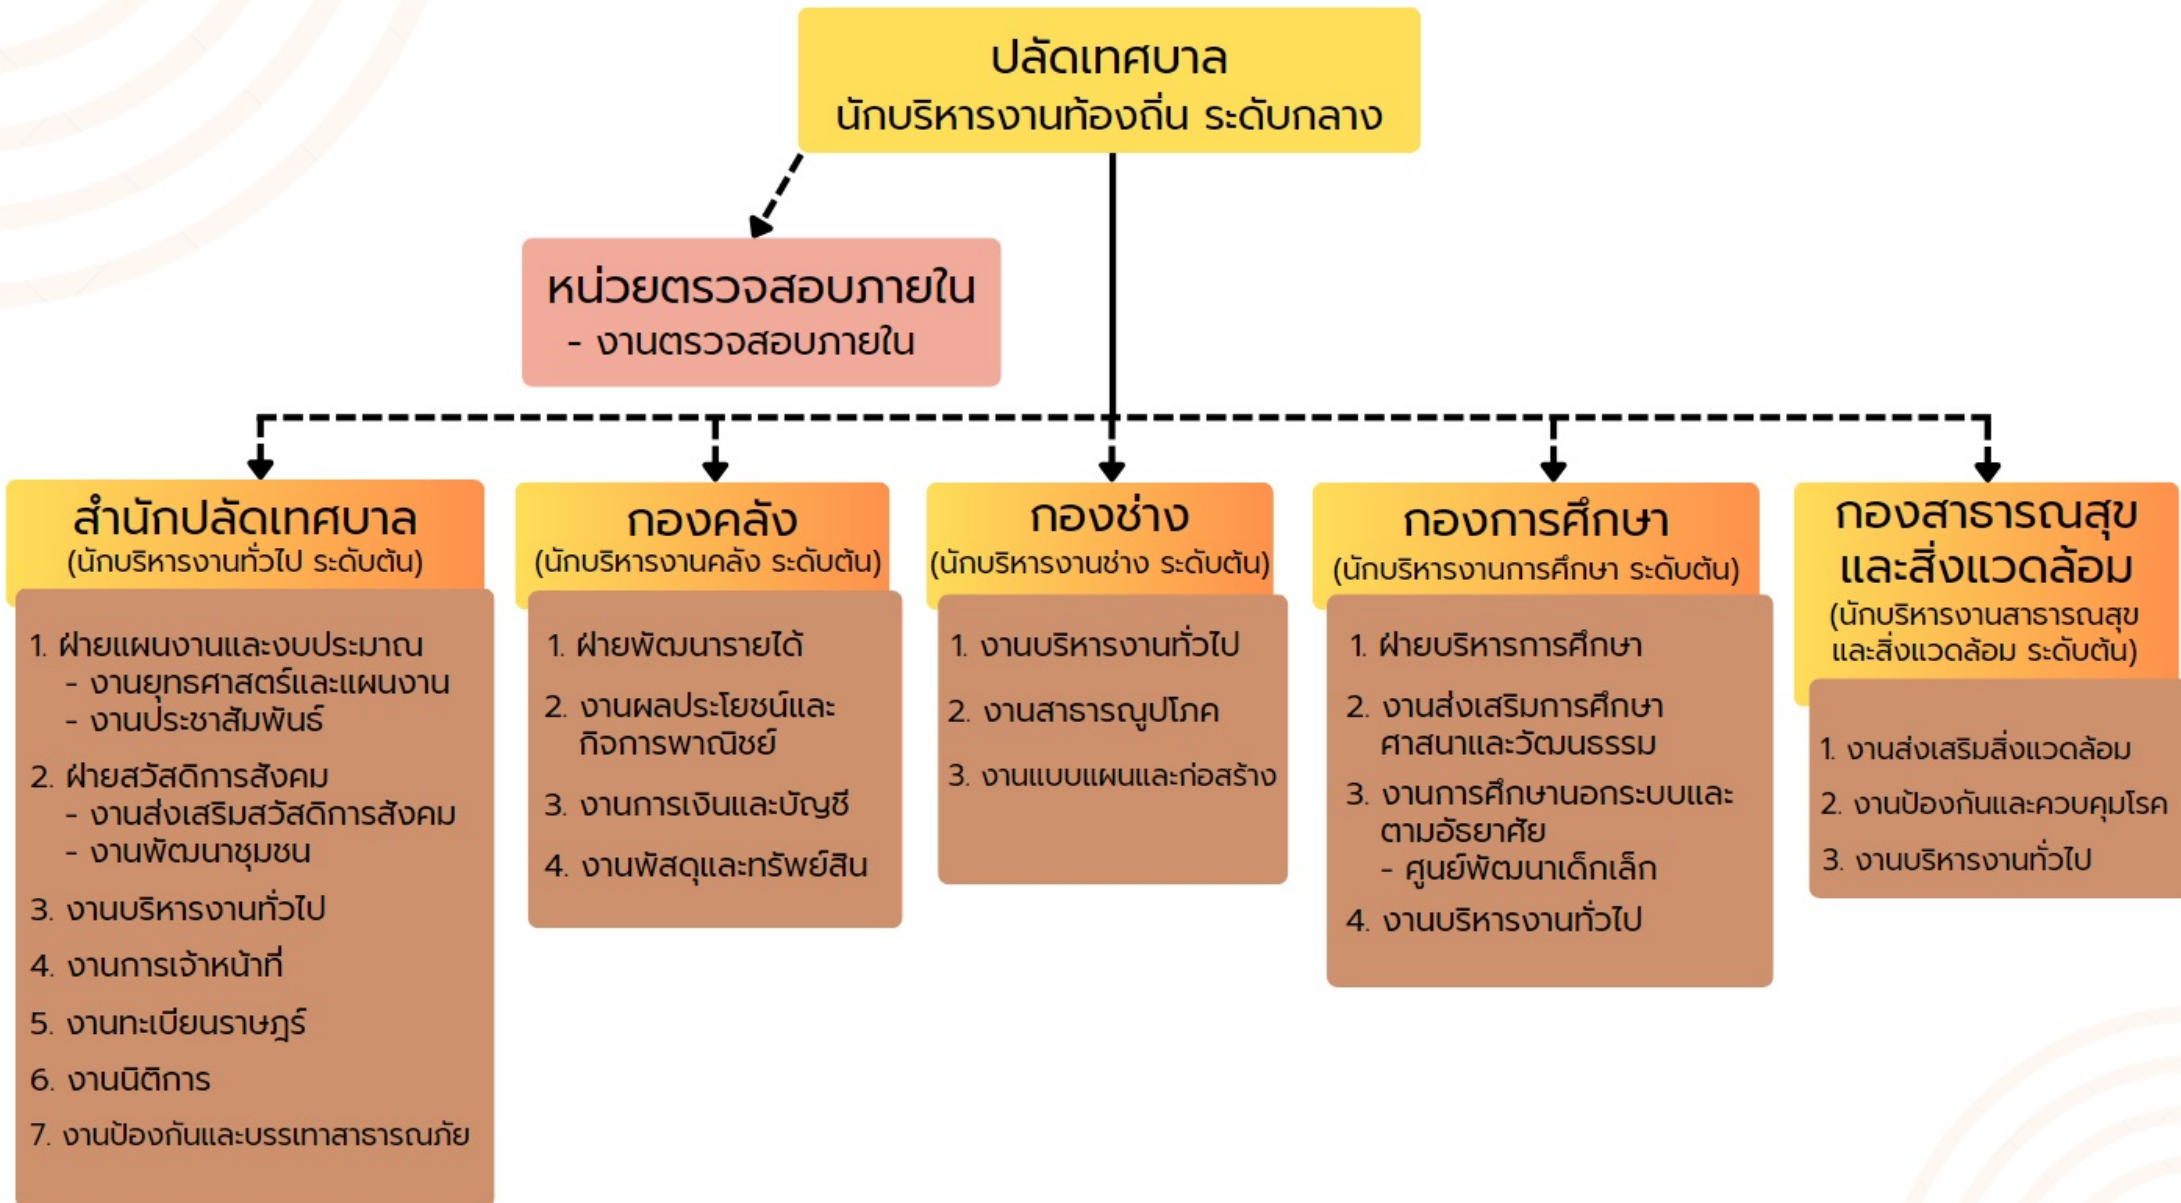 ปลัดเทศบาล
นักบริหารงานท้องถิ่น ระดับกลาง
หน่วยตรวจสอบภายใน
- งานตรวจสอบภายใน
สำนักปลัดเทศบาล
(นักบริหารงานทั่วไป ระดับต้น)
1. ฝ่ายแผนงานและงบประมาณ
- งานยุทธศาสตร์และแผนงาน
- งานประชาสัมพันธ์
2. ฝ่ายสวัสดิการสังคม
- งานส่งเสริมสวัสดิการสังคม
- งานพัฒนาชุมชน
3. งานบริหารงานทั่วไป
4. งานการเจ้าหน้าที่
5. งานทะเบียนราษฎร์
6. งานนิติการ
7. งานป้องกันและบรรเทาสาธารณภัย
กองคลัง
(นักบริหารงานคลัง ระดับต้น)
1. ฝ่ายพัฒนารายได้
2. งานผลประโยชน์และ
กิจการพาณิชย์
3. งานการเงินและบัญชี
4. งานพัสดุและทรัพย์สิน
กองช่าง
(นักบริหารงานช่าง ระดับต้น)
1. งานบริหารงานทั่วไป
2. งานสาธารณูปโภค
3. งานแบบแผนและก่อสร้าง
กองการศึกษา
(นักบริหารงานการศึกษา ระดับต้น)
1. ฝ่ายบริหารการศึกษา
2. งานส่งเสริมการศึกษา
ศาสนาและวัฒนธรรม
3. งานการศึกษานอกระบบและ
ตามอัธยาศัย
- ศูนย์พัฒนาเด็กเล็ก
4. งานบริหารงานทั่วไป
กองสาธารณสุข
และสิ่งแวดล้อม
(นักบริหารงานสาธารณสุข
และสิ่งแวดล้อม ระดับต้น)
1. งานส่งเสริมสิ่งแวดล้อม
2. งานป้องกันและควบคุมโรค
3. งานบริหารงานทั่วไป